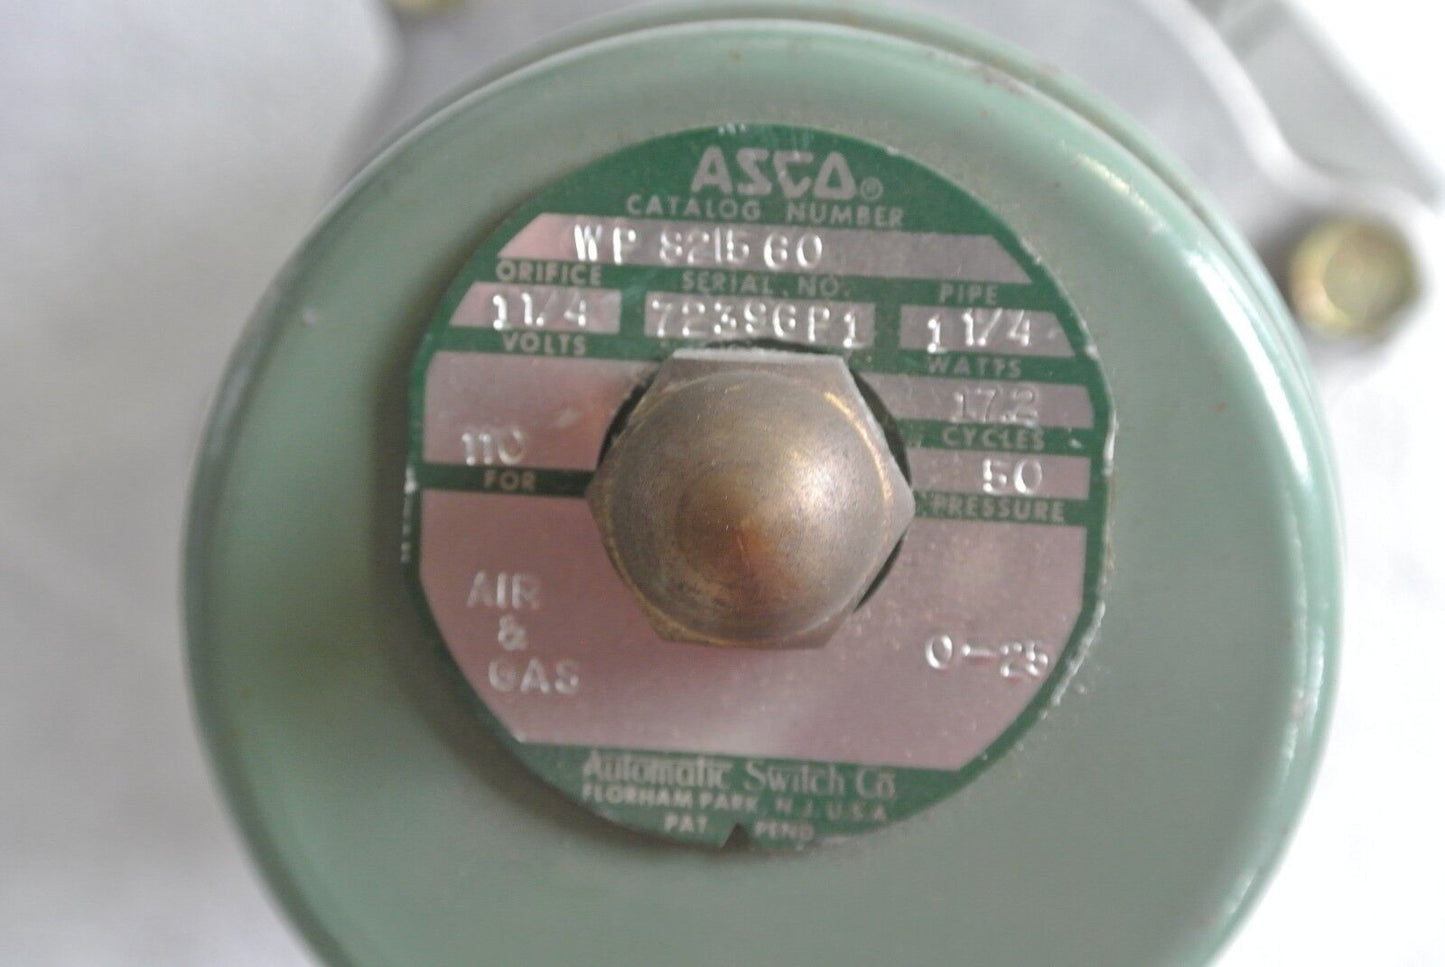 ASCO®
CATALOG NUMBER
WP 8215 60
ORIFICE SERIAL NO. PIPE
1 1/4 72396P1 1 1/4
VOLTS WATTS
17.2
110 CYCLES
FOR 50
PRESSURE
AIR
&
GAS 0-25
Automatic Switch Co
FLORHAM PARK, N.J. U.S.A
PAT. PEND.